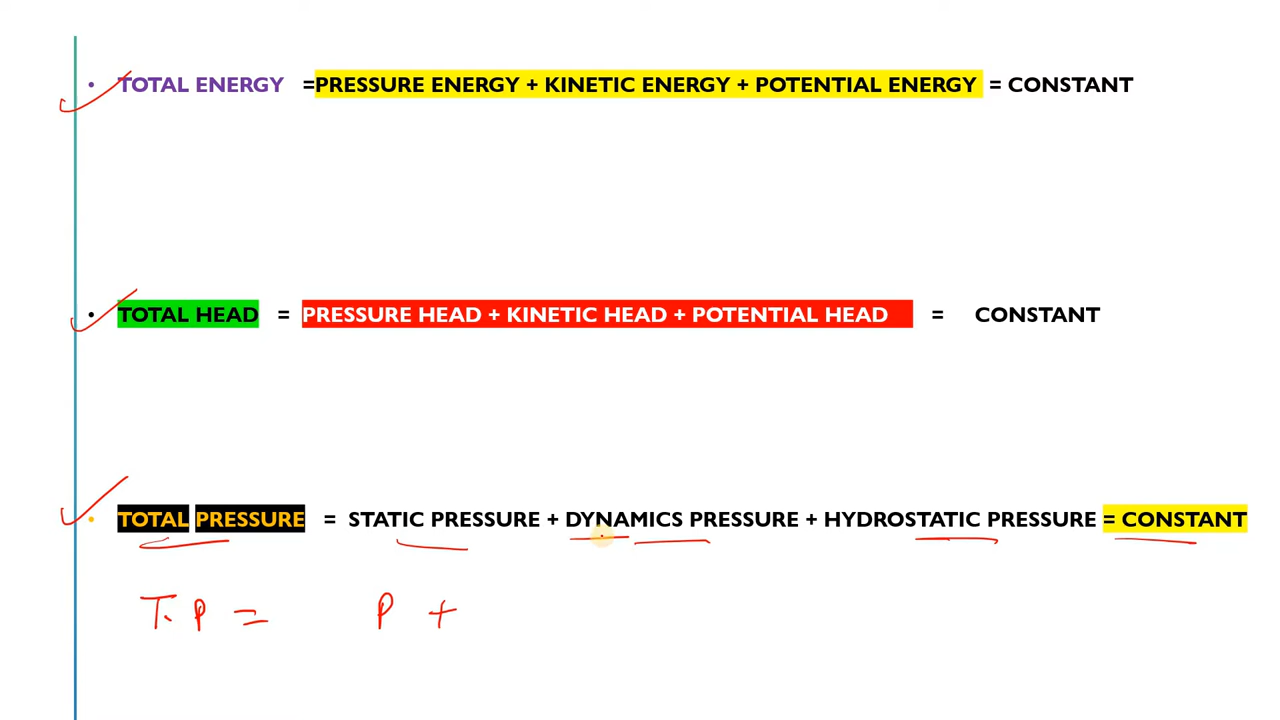 • TOTAL ENERGY =PRESSURE ENERGY + KINETIC ENERGY + POTENTIAL ENERGY = CONSTANT
• TOTAL HEAD = PRESSURE HEAD + KINETIC HEAD + POTENTIAL HEAD = CONSTANT
• TOTAL PRESSURE = STATIC PRESSURE + DYNAMICS PRESSURE + HYDROSTATIC PRESSURE = CONSTANT
T.P = P +